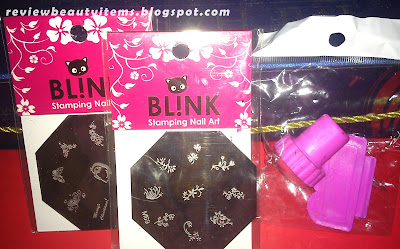 reviewbeautyitems.blogspot.com
BL!NK
Stamping Nail Art
BL!NK
Stamping Nail Art